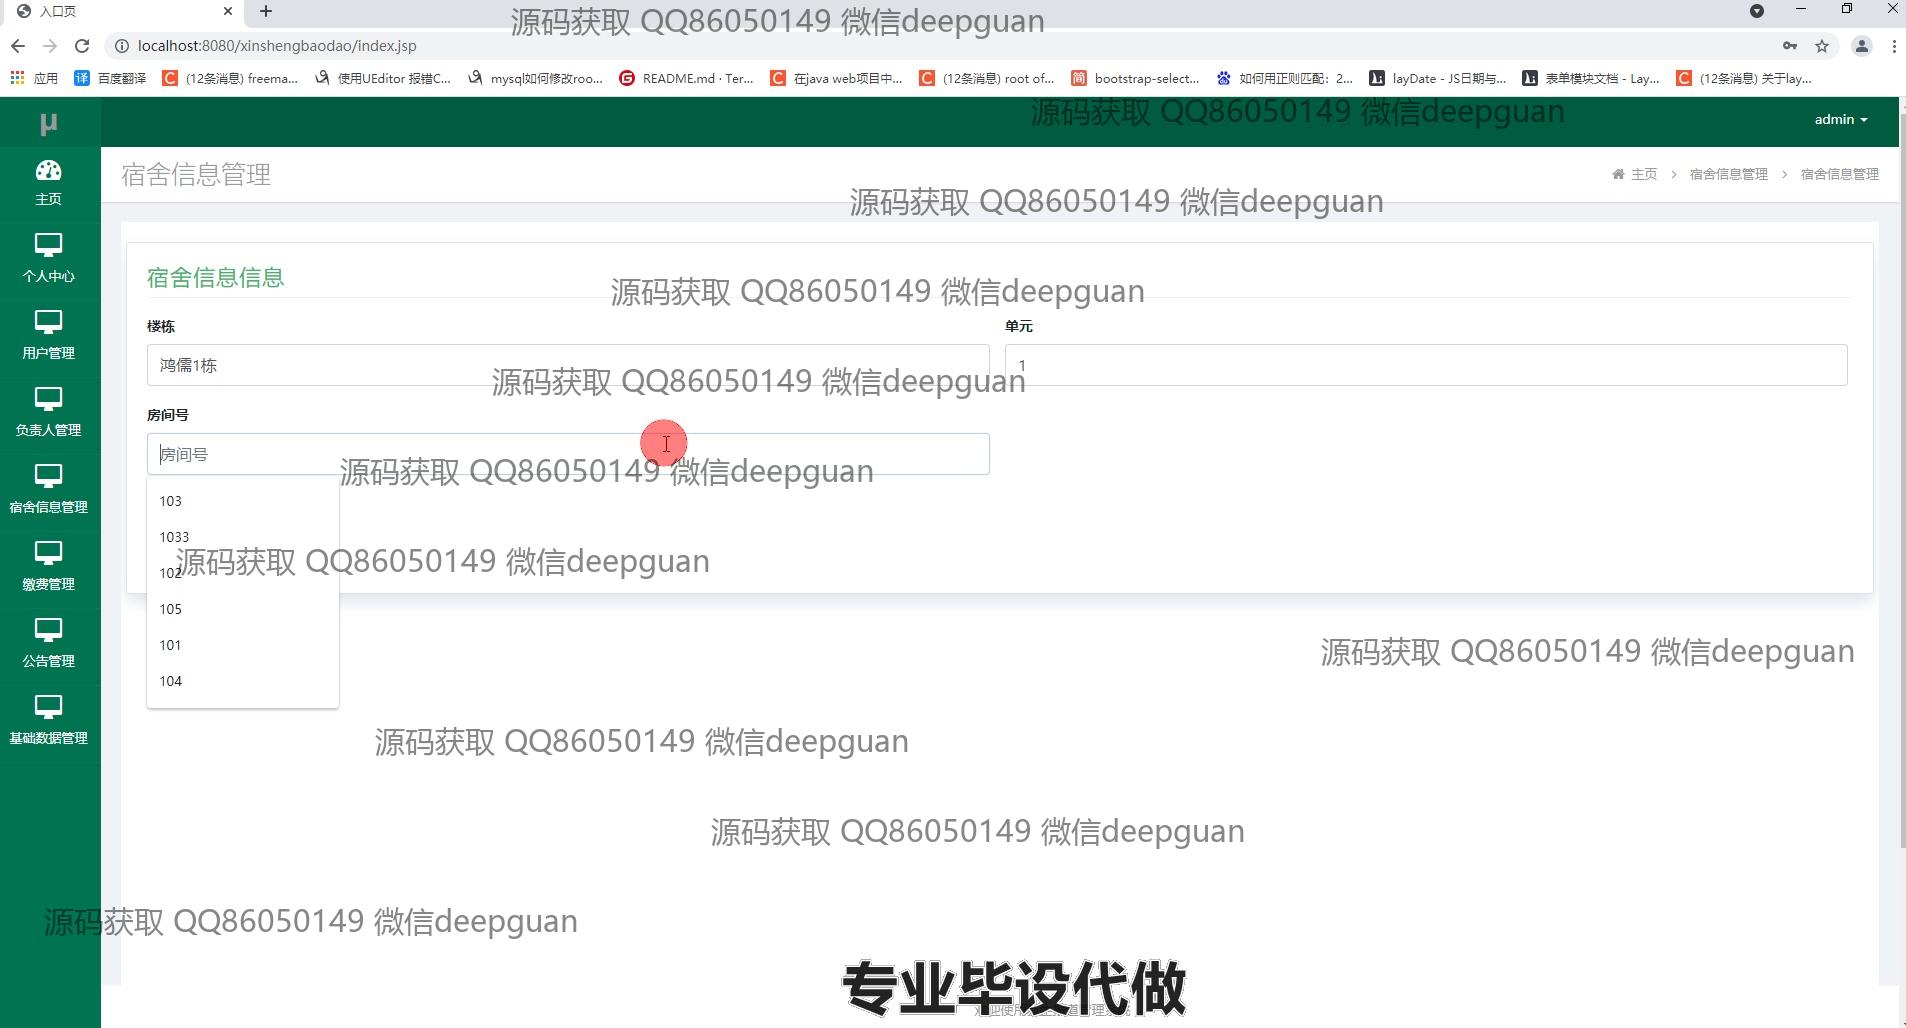 入口页
源码获取 QQ86050149 微信deepguan
localhost:8080/xinshengbaodao/index.jsp
应用 百度翻译 (12条消息) freema... 使用UEditor 报错C... mysql如何修改roo... README.md · Ter... 在java web项目中... (12条消息) root of... bootstrap-select... 如何用正则匹配：2... layDate - JS日期与... 表单模块文档 - Lay... (12条消息) 关于lay...
源码获取 QQ86050149 微信deepguan
μ
admin
主页
宿舍信息管理
主页 > 宿舍信息管理 > 宿舍信息管理
源码获取 QQ86050149 微信deepguan
个人中心
宿舍信息信息
源码获取 QQ86050149 微信deepguan
楼栋
单元
用户管理
鸿儒1栋
1
源码获取 QQ86050149 微信deepguan
房间号
负责人管理
房间号
源码获取 QQ86050149 微信deepguan
103
宿舍信息管理
1033
源码获取 QQ86050149 微信deepguan
102
缴费管理
105
101
源码获取 QQ86050149 微信deepguan
公告管理
104
基础数据管理
源码获取 QQ86050149 微信deepguan
源码获取 QQ86050149 微信deepguan
源码获取 QQ86050149 微信deepguan
专业毕设代做